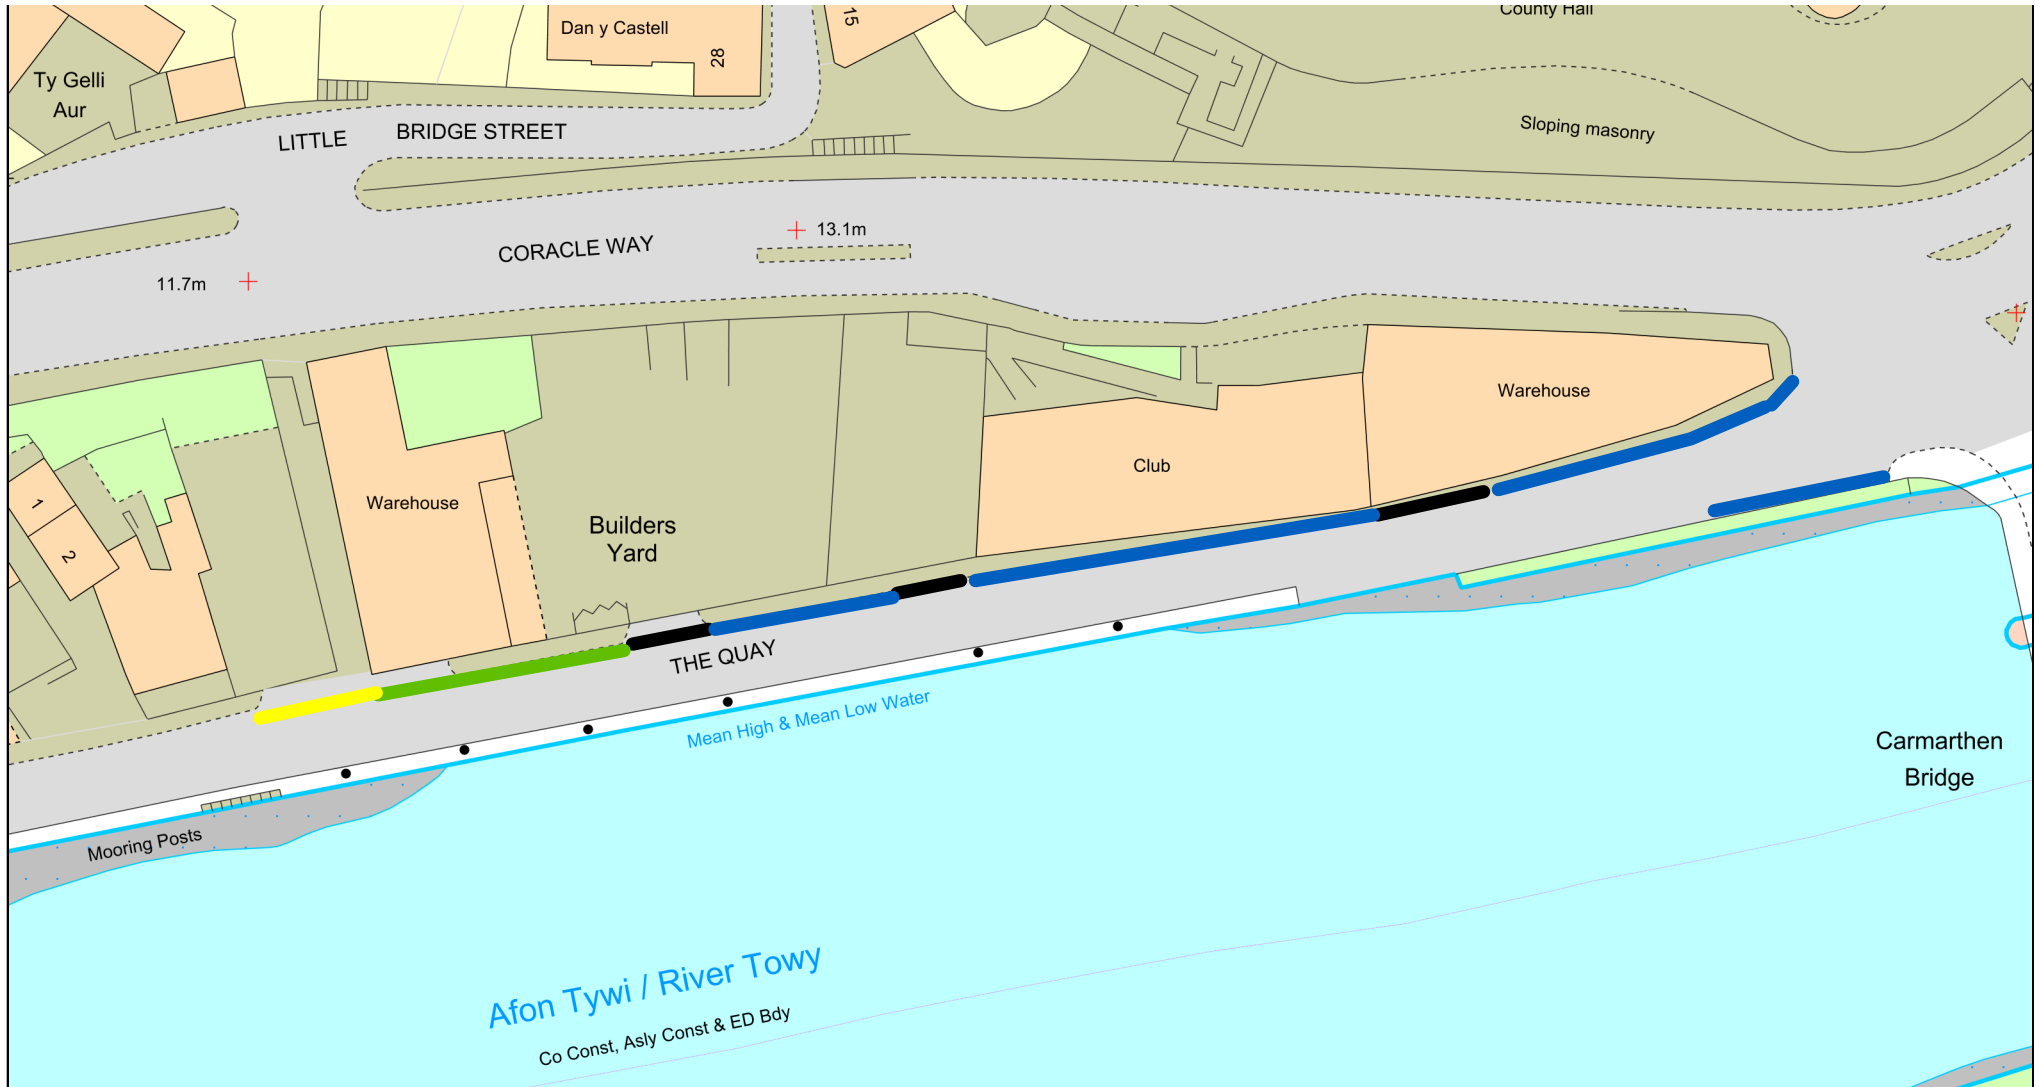 County Hall
15
Dan y Castell
28
Ty Gelli
Aur
LITTLE BRIDGE STREET
Sloping masonry
13.1m
CORACLE WAY
11.7m
Warehouse
Club
1
Warehouse
Builders
Yard
2
THE QUAY
Mean High & Mean Low Water
Carmarthen
Bridge
Mooring Posts
Afon Tywi / River Towy
Co Const, Asly Const & ED Bdy